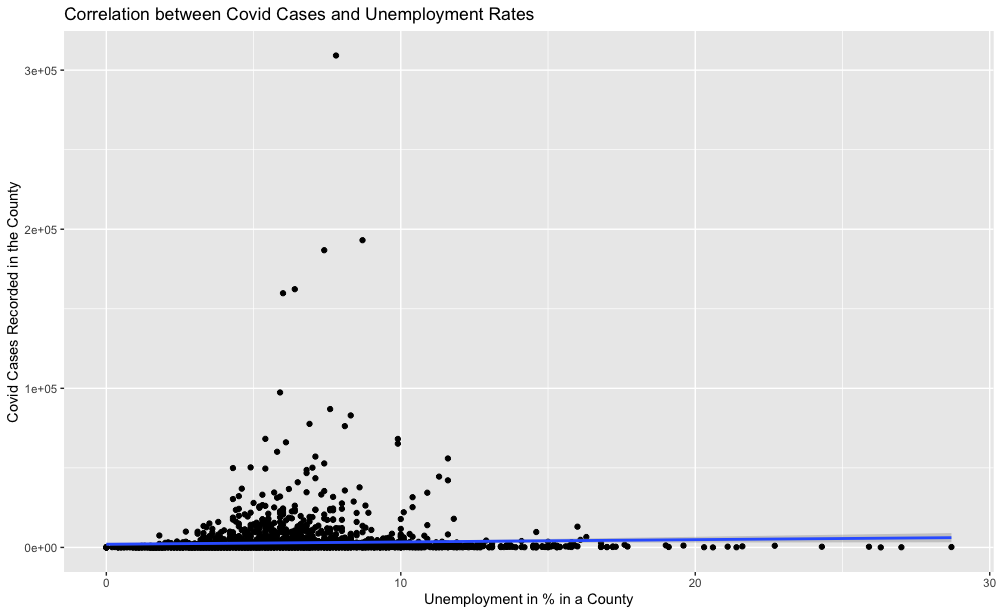 Correlation between Covid Cases and Unemployment Rates
3e+05
2e+05
1e+05
0e+00
Covid Cases Recorded in the County
0 10 20 30
Unemployment in % in a County